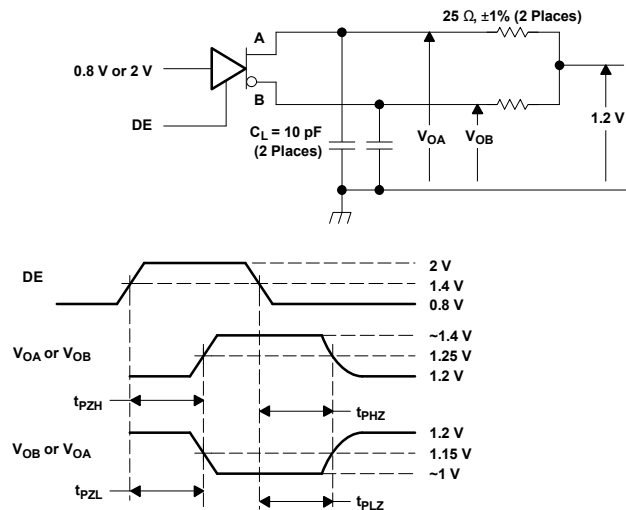 25 Ω, ±1% (2 Places)
A
0.8 V or 2 V
B
DE
C_L = 10 pF
(2 Places)
V_OA
V_OB
1.2 V
DE
2 V
1.4 V
0.8 V
V_OA or V_OB
~1.4 V
1.25 V
1.2 V
t_PZH
t_PHZ
V_OB or V_OA
1.2 V
1.15 V
~1 V
t_PZL
t_PLZ